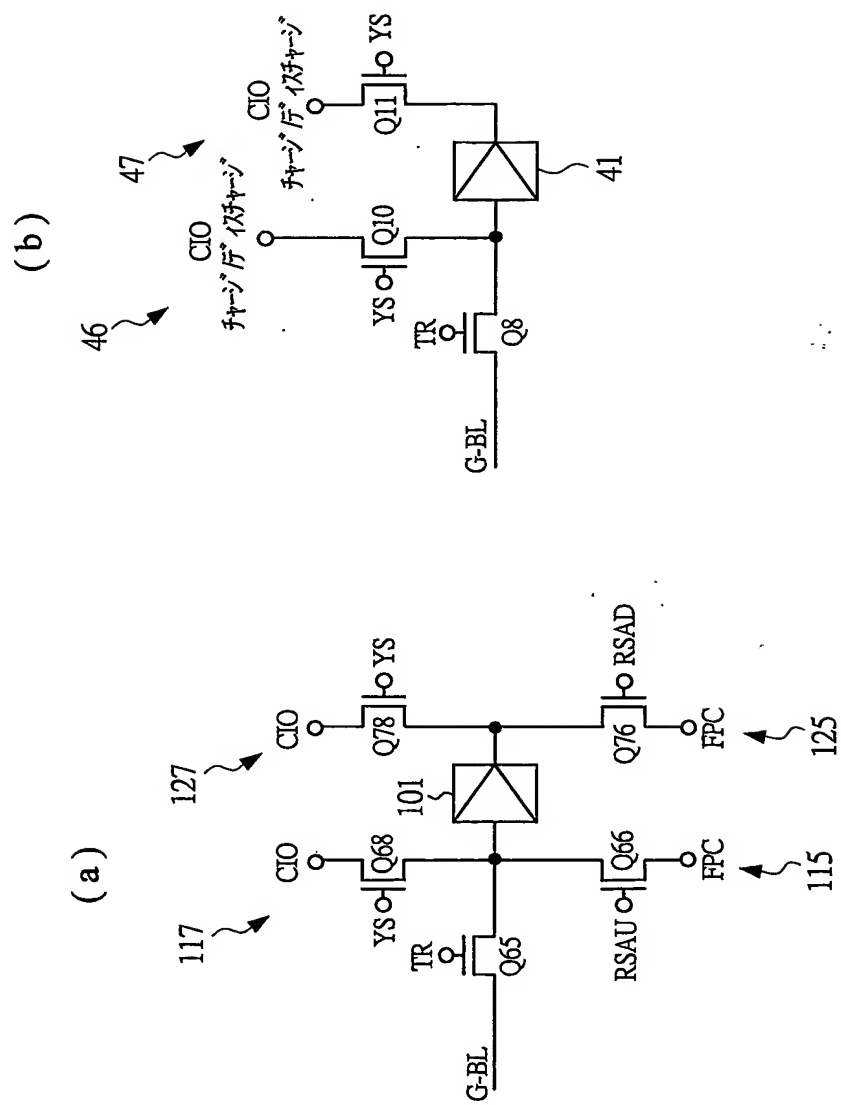 (a)
117
127
CIO
CIO
YS
Q68
Q78
YS
101
TR
Q65
G-BL
RSAU
Q66
Q76
RSAD
FPC
FPC
115
125
(b)
46
47
CIO
チャージ/ディスチャージ
CIO
チャージ/ディスチャージ
YS
Q10
Q11
YS
TR
Q8
G-BL
41